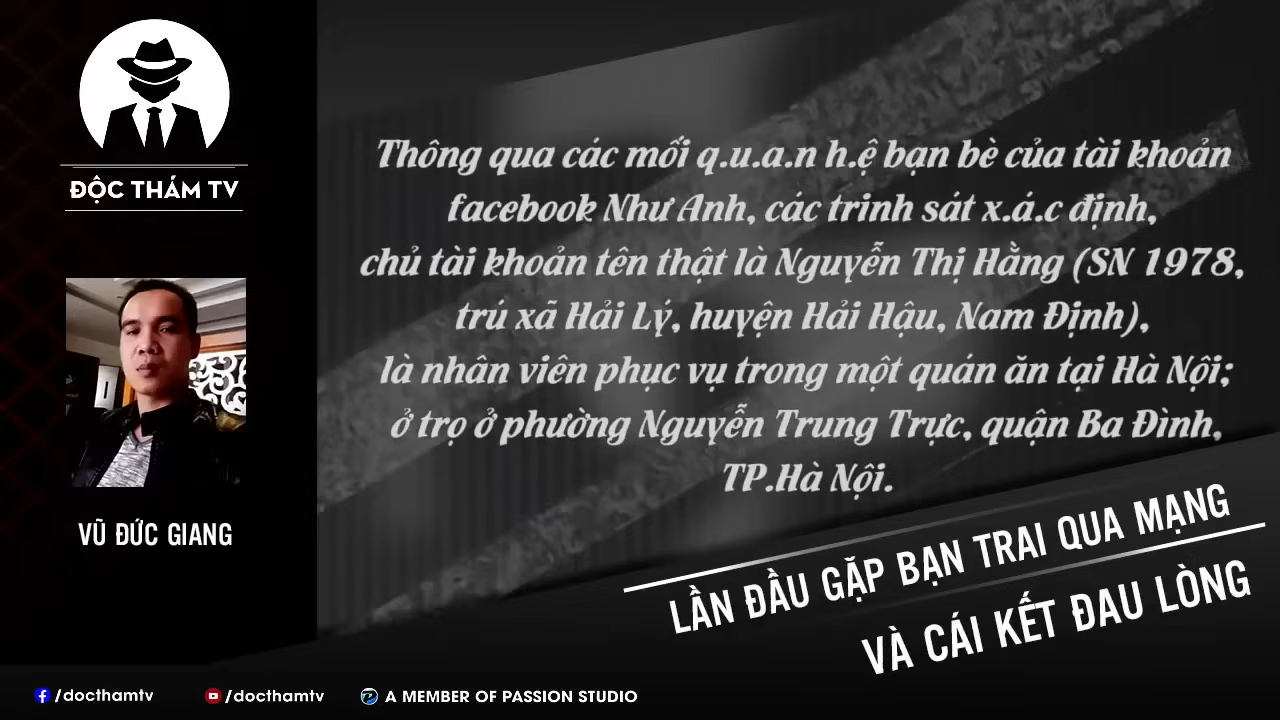 ĐỘC THÁM TV
VŨ ĐỨC GIANG
Thông qua các mối q.u.a.n h.ệ bạn bè của tài khoản
facebook Như Anh, các trinh sát x.á.c định,
chủ tài khoản tên thật là Nguyễn Thị Hằng (SN 1978,
trú xã Hải Lý, huyện Hải Hậu, Nam Định),
là nhân viên phục vụ trong một quán ăn tại Hà Nội;
ở trọ ở phường Nguyễn Trung Trực, quận Ba Đình,
TP.Hà Nội.
LẦN ĐẦU GẶP BẠN TRAI QUA MẠNG
VÀ CÁI KẾT ĐAU LÒNG
/docthamtv
/docthamtv
A MEMBER OF PASSION STUDIO